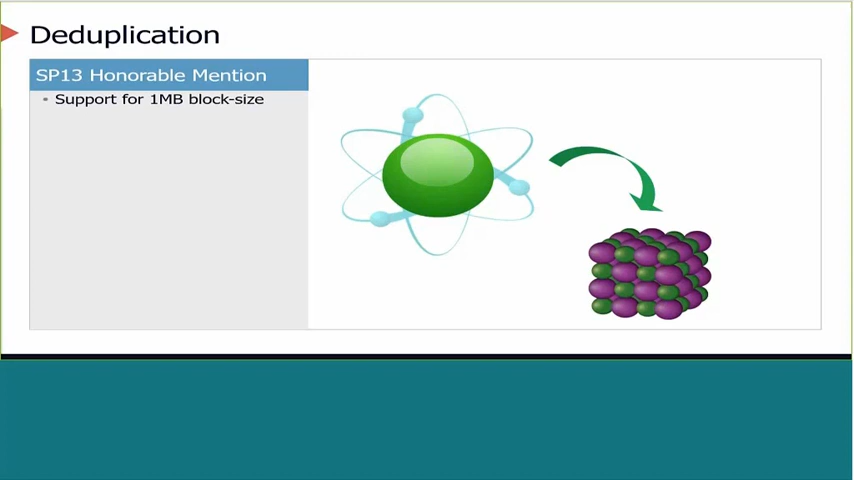 Deduplication
SP13 Honorable Mention
• Support for 1MB block-size